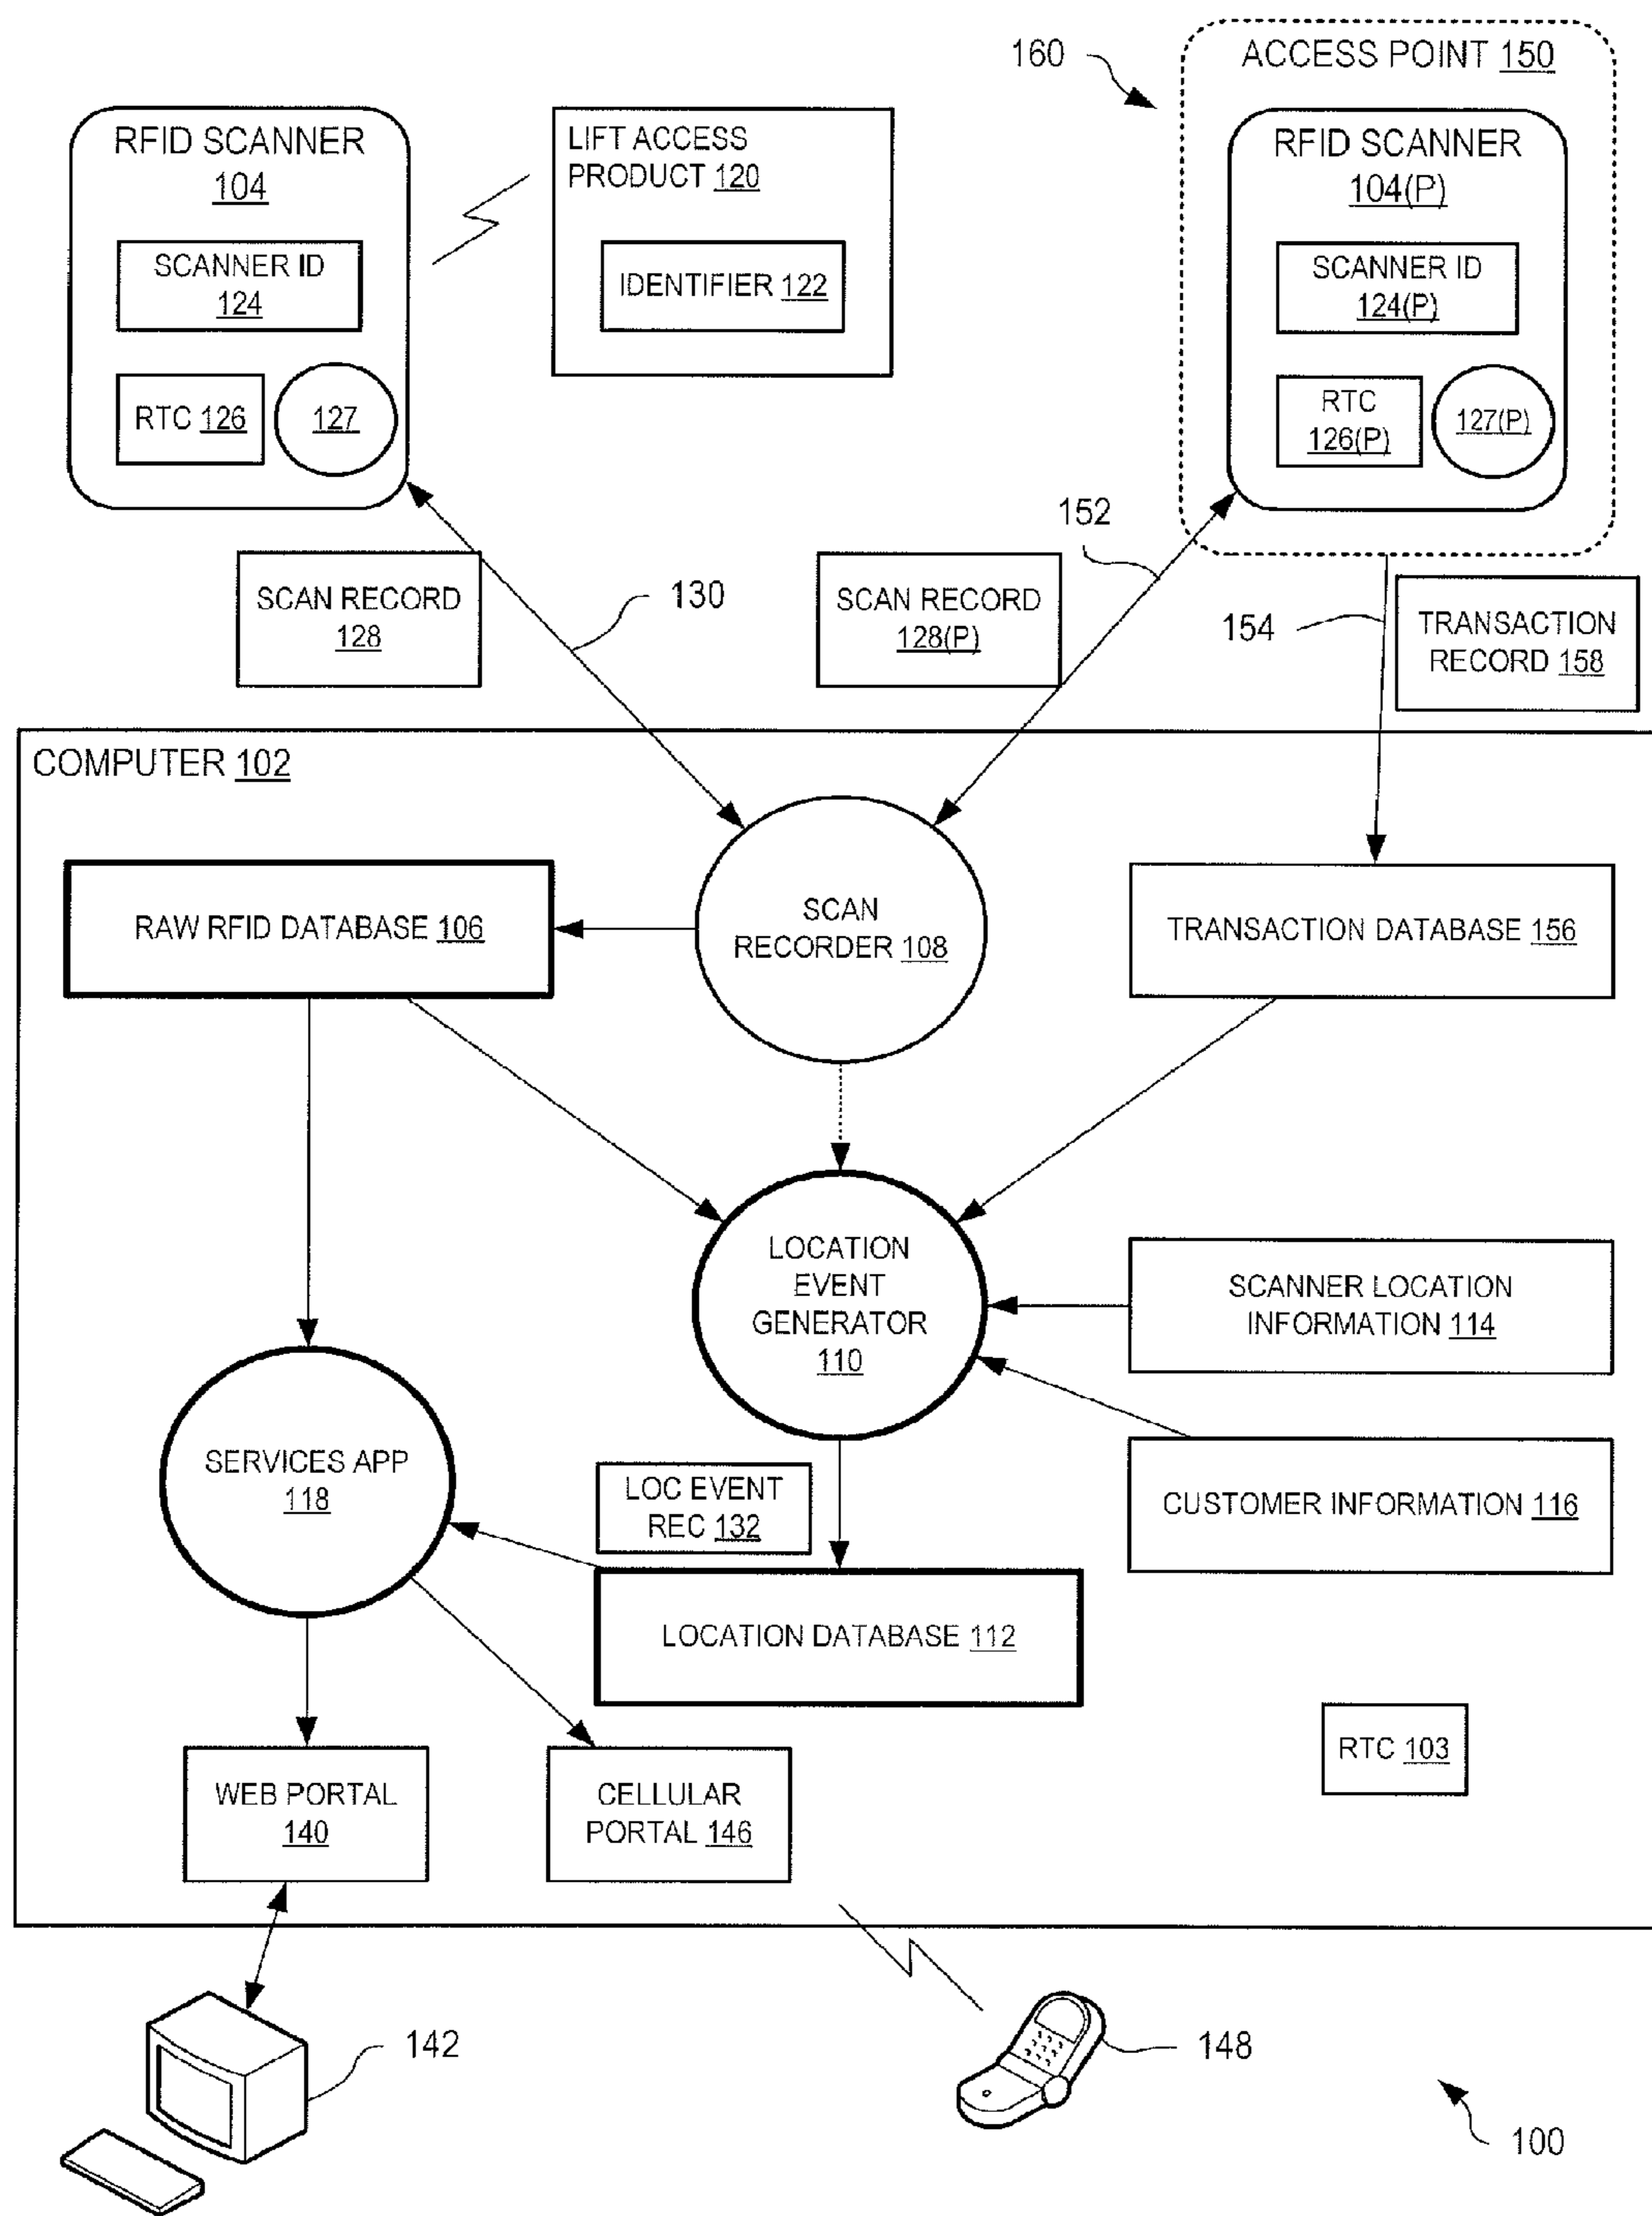 160
ACCESS POINT 150
RFID SCANNER
104
SCANNER ID
124
RTC 126
127
LIFT ACCESS
PRODUCT 120
IDENTIFIER 122
RFID SCANNER
104(P)
SCANNER ID
124(P)
RTC
126(P)
127(P)
152
SCAN RECORD
128
130
SCAN RECORD
128(P)
154
TRANSACTION
RECORD 158
COMPUTER 102
RAW RFID DATABASE 106
SCAN
RECORDER 108
TRANSACTION DATABASE 156
LOCATION
EVENT
GENERATOR
110
SCANNER LOCATION
INFORMATION 114
SERVICES APP
118
LOC EVENT
REC 132
CUSTOMER INFORMATION 116
LOCATION DATABASE 112
RTC 103
WEB PORTAL
140
CELLULAR
PORTAL 146
142
148
100